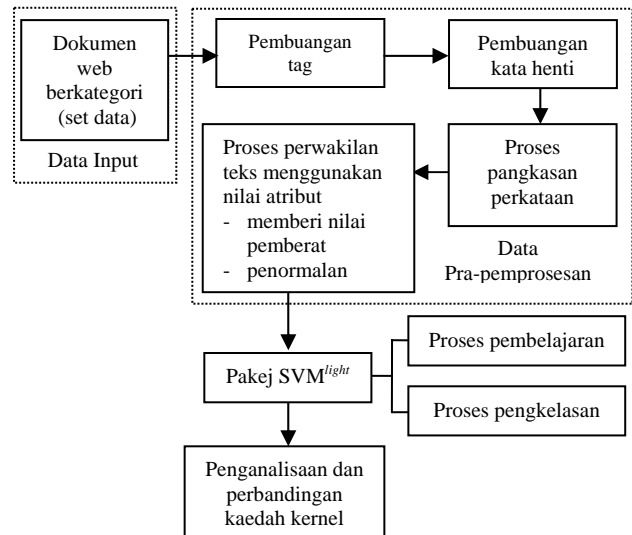 Dokumen
web
berkategori
(set data)
Data Input
Pembuangan
tag
Pembuangan
kata henti
Proses
pangkasan
perkataan
Proses perwakilan
teks menggunakan
nilai atribut
- memberi nilai
pemberat
- penormalan
Data
Pra-pemprosesan
Pakej SVMlight
Proses pembelajaran
Proses pengkelasan
Penganalisaan dan
perbandingan
kaedah kernel